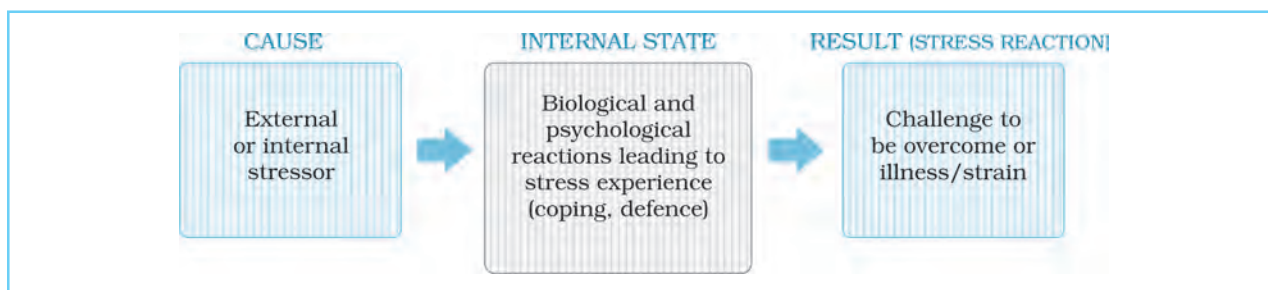 CAUSE
External
or internal
stressor
INTERNAL STATE
Biological and
psychological
reactions leading to
stress experience
(coping, defence)
RESULT (STRESS REACTION)
Challenge to
be overcome or
illness/strain